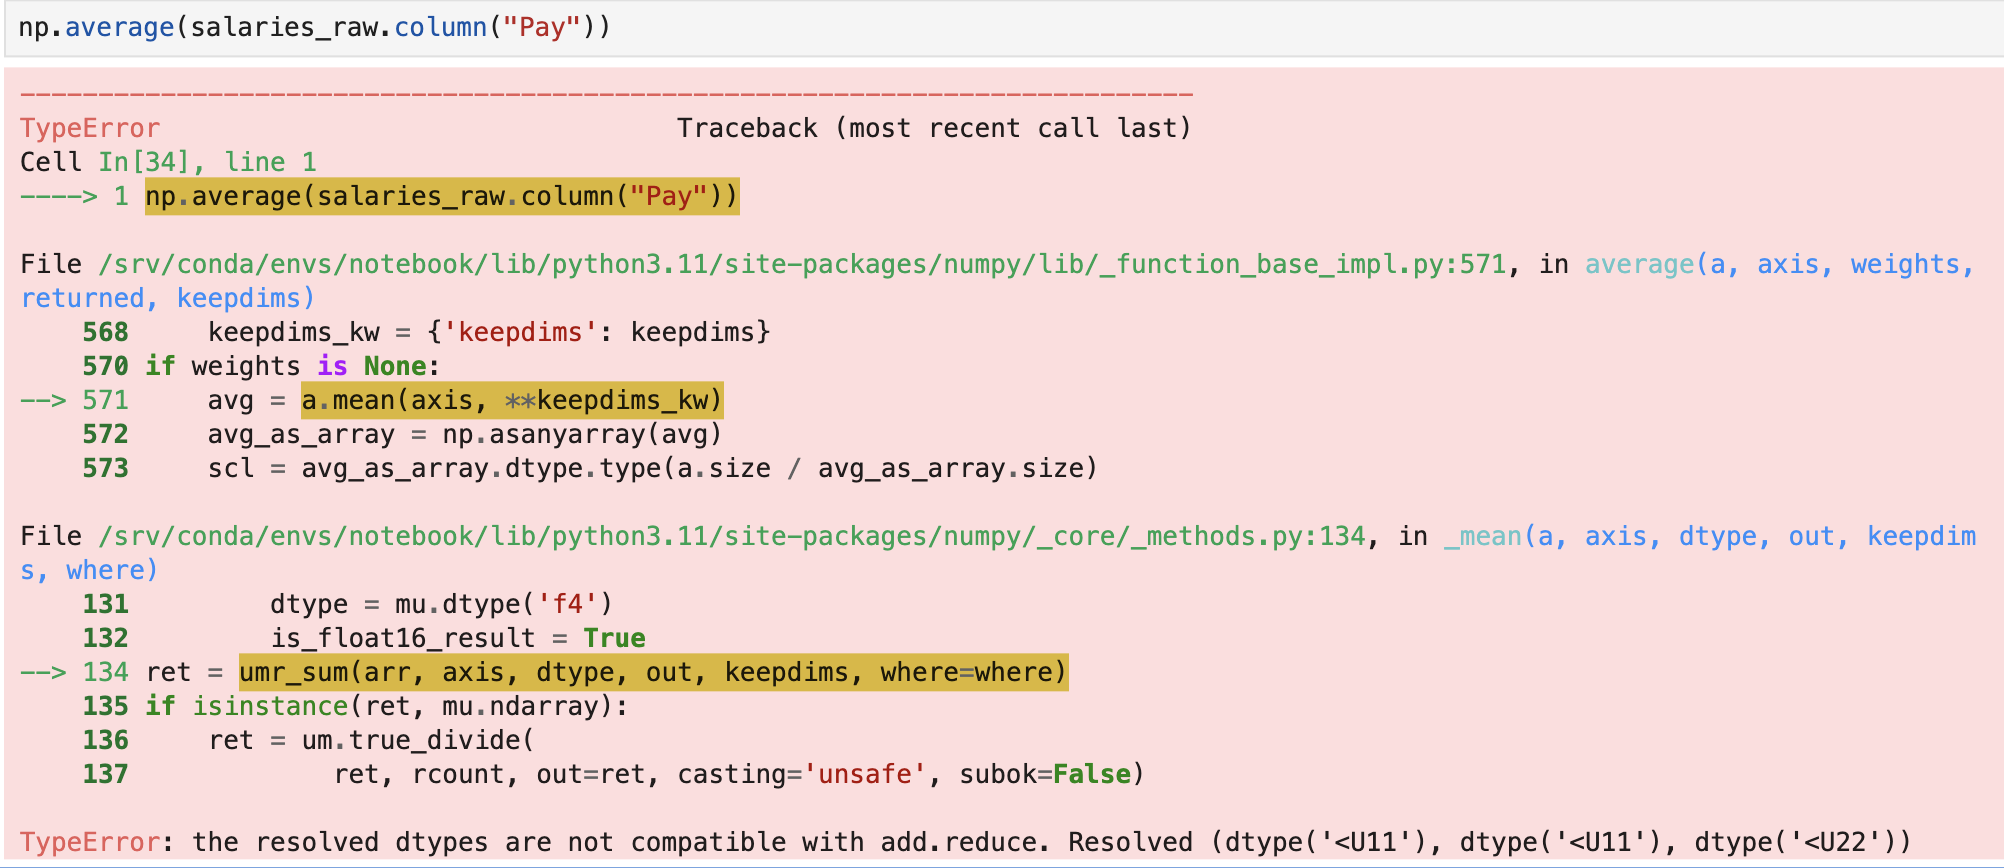 np.average(salaries_raw.column("Pay"))
---------------------------------------------------------------------------
TypeError                                 Traceback (most recent call last)
Cell In[34], line 1
----> 1 np.average(salaries_raw.column("Pay"))
File /srv/conda/envs/notebook/lib/python3.11/site-packages/numpy/lib/_function_base_impl.py:571, in average(a, axis, weights,
returned, keepdims)
    568     keepdims_kw = {'keepdims': keepdims}
    570 if weights is None:
--> 571     avg = a.mean(axis, **keepdims_kw)
    572     avg_as_array = np.asanyarray(avg)
    573     scl = avg_as_array.dtype.type(a.size / avg_as_array.size)
File /srv/conda/envs/notebook/lib/python3.11/site-packages/numpy/_core/_methods.py:134, in _mean(a, axis, dtype, out, keepdim
s, where)
    131         dtype = mu.dtype('f4')
    132         is_float16_result = True
--> 134 ret = umr_sum(arr, axis, dtype, out, keepdims, where=where)
    135 if isinstance(ret, mu.ndarray):
    136     ret = um.true_divide(
    137             ret, rcount, out=ret, casting='unsafe', subok=False)
TypeError: the resolved dtypes are not compatible with add.reduce. Resolved (dtype('<U11'), dtype('<U11'), dtype('<U22'))